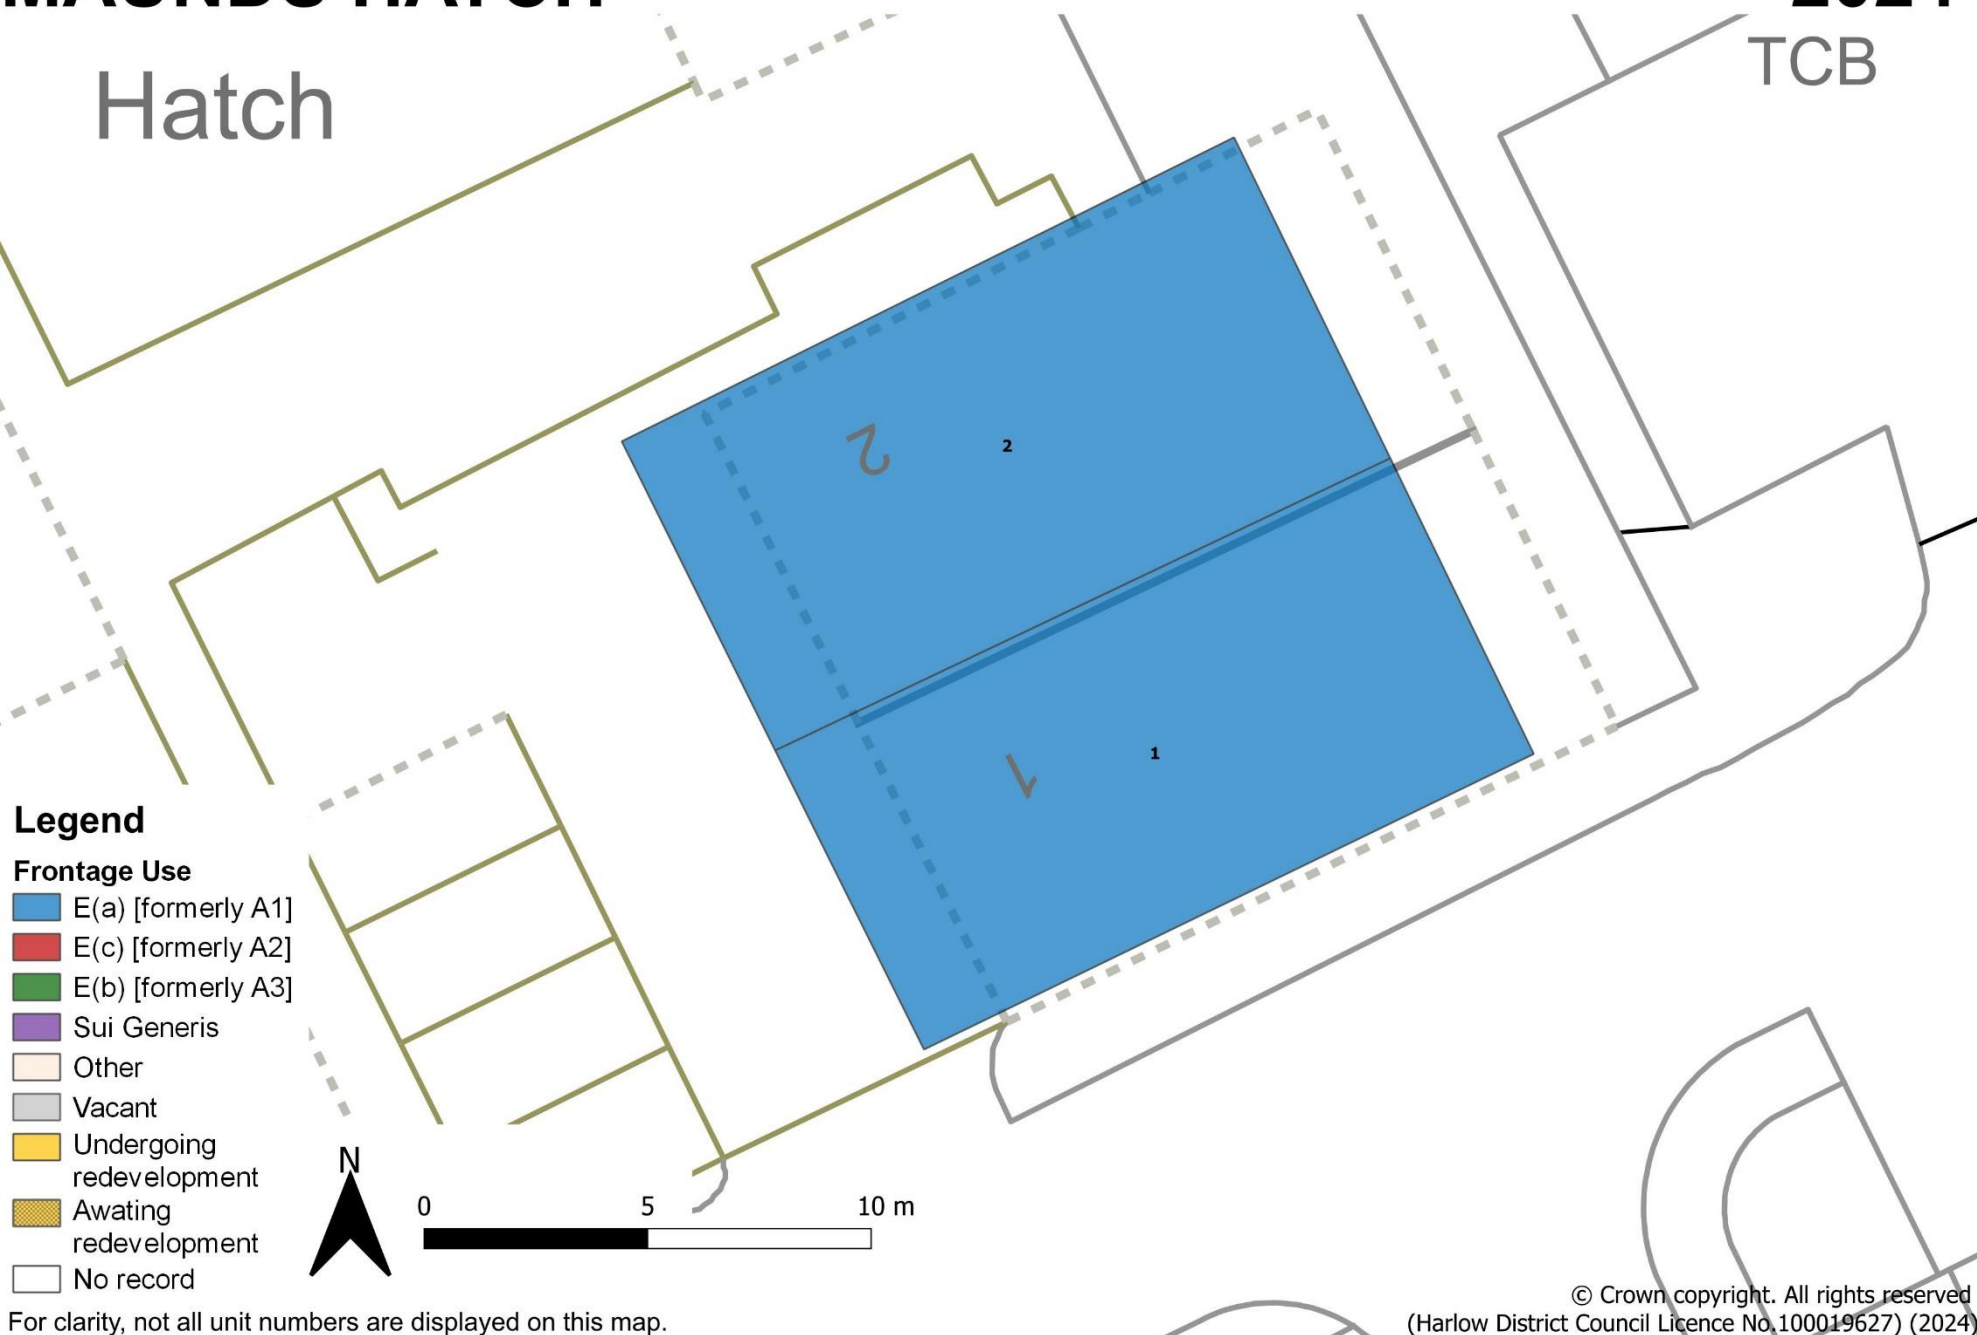 Hatch
TCB
2
2
1
1
Legend
Frontage Use
E(a) [formerly A1]
E(c) [formerly A2]
E(b) [formerly A3]
Sui Generis
Other
Vacant
Undergoing
redevelopment
Awating
redevelopment
No record
N
0 5 10 m
For clarity, not all unit numbers are displayed on this map.
© Crown copyright. All rights reserved
(Harlow District Council Licence No.100019627) (2024)